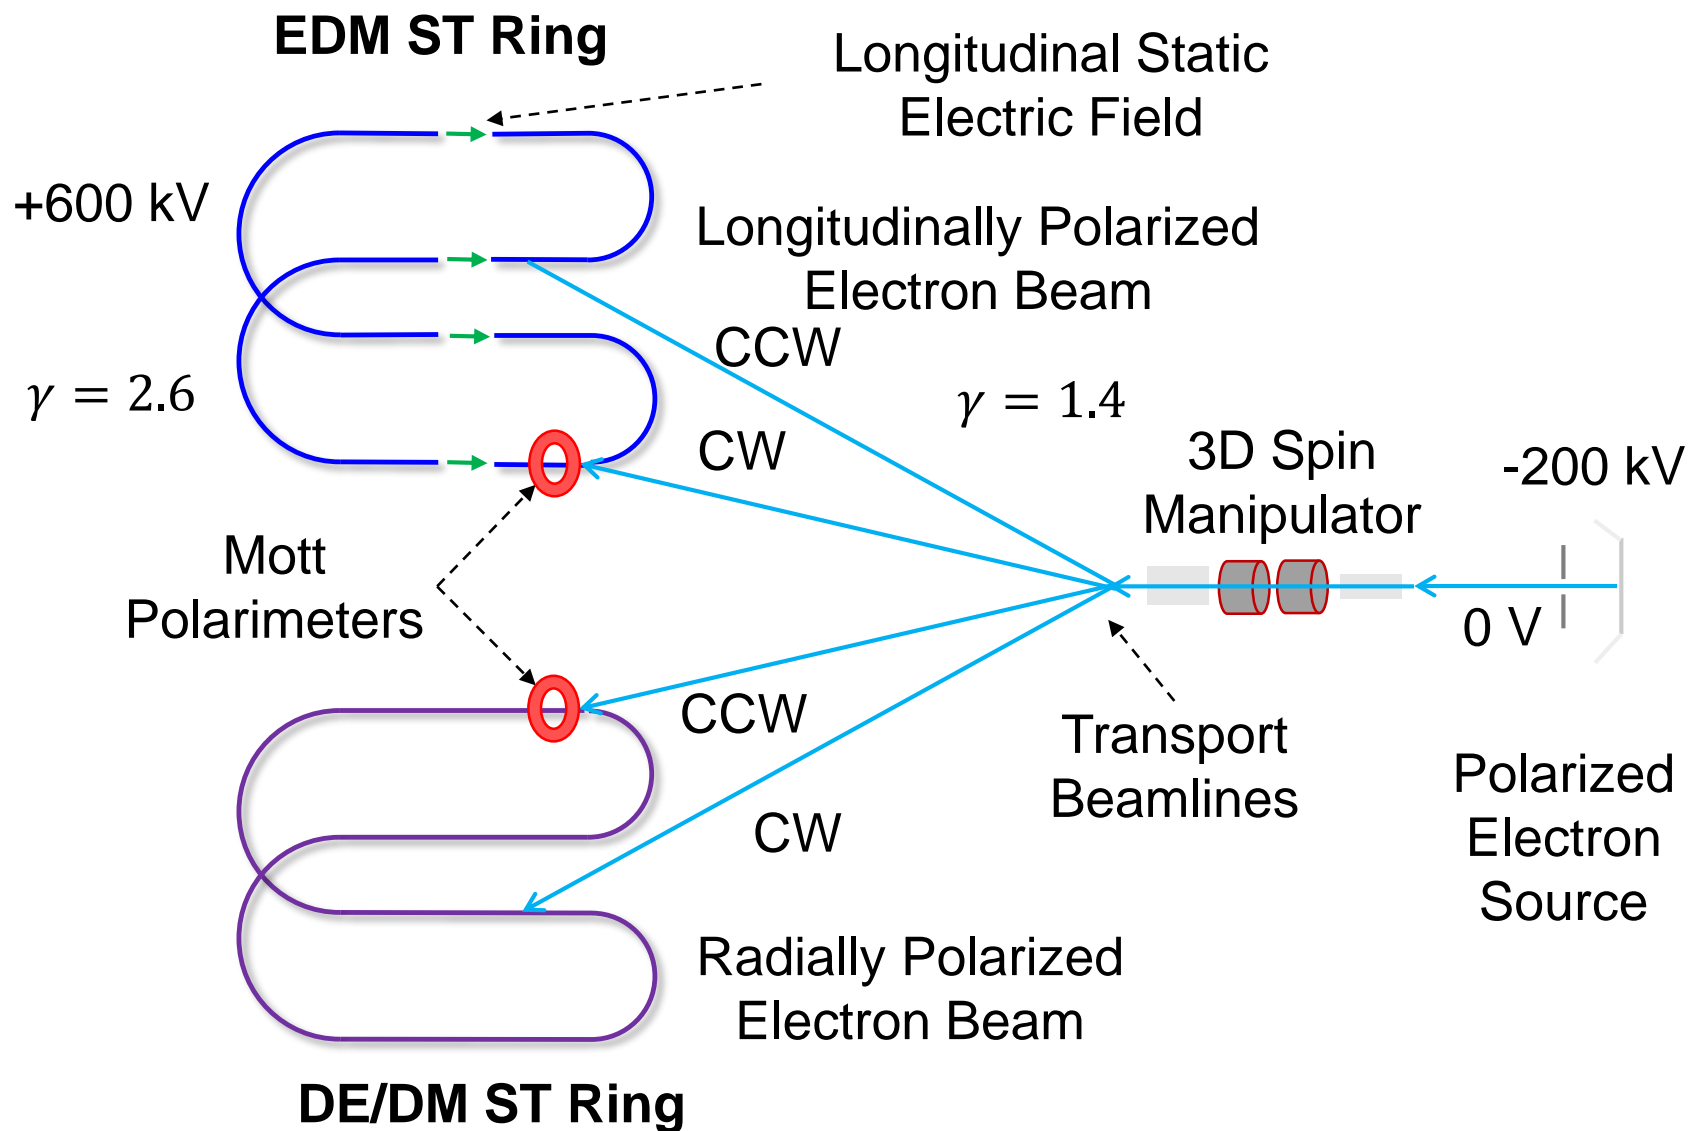 EDM ST Ring
Longitudinal Static
Electric Field
+600 kV
Longitudinally Polarized
Electron Beam
CCW
γ = 2.6
γ = 1.4
CW
3D Spin
Manipulator
-200 kV
Mott
Polarimeters
0 V
CCW
Transport
Beamlines
Polarized
Electron
Source
CW
Radially Polarized
Electron Beam
DE/DM ST Ring